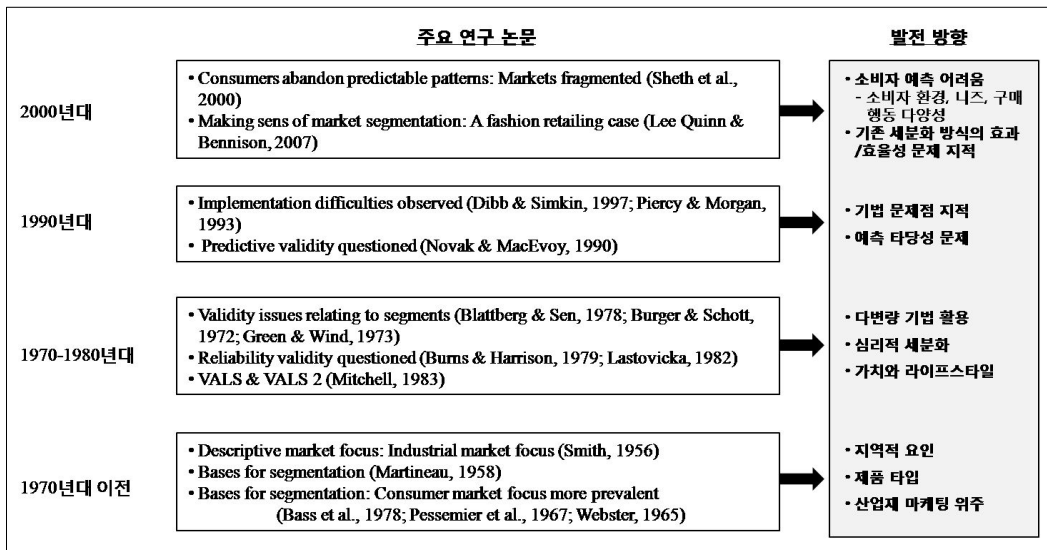 주요 연구 논문
발전 방향
2000년대
• Consumers abandon predictable patterns: Markets fragmented (Sheth et al.,
2000)
• Making sens of market segmentation: A fashion retailing case (Lee Quinn &
Bennison, 2007)
• 소비자 예측 어려움
- 소비자 환경, 니즈, 구매
행동 다양성
• 기존 세분화 방식의 효과
/효율성 문제 지적
1990년대
• Implementation difficulties observed (Dibb & Simkin, 1997; Piercy & Morgan,
1993)
• Predictive validity questioned (Novak & MacEvoy, 1990)
• 기법 문제점 지적
• 예측 타당성 문제
1970-1980년대
• Validity issues relating to segments (Blattberg & Sen, 1978; Burger & Schott,
1972; Green & Wind, 1973)
• Reliability validity questioned (Burns & Harrison, 1979; Lastovicka, 1982)
• VALS & VALS 2 (Mitchell, 1983)
• 다변량 기법 활용
• 심리적 세분화
• 가치와 라이프스타일
1970년대 이전
• Descriptive market focus: Industrial market focus (Smith, 1956)
• Bases for segmentation (Martineau, 1958)
• Bases for segmentation: Consumer market focus more prevalent
(Bass et al., 1978; Pessemier et al., 1967; Webster, 1965)
• 지역적 요인
• 제품 타입
• 산업재 마케팅 위주